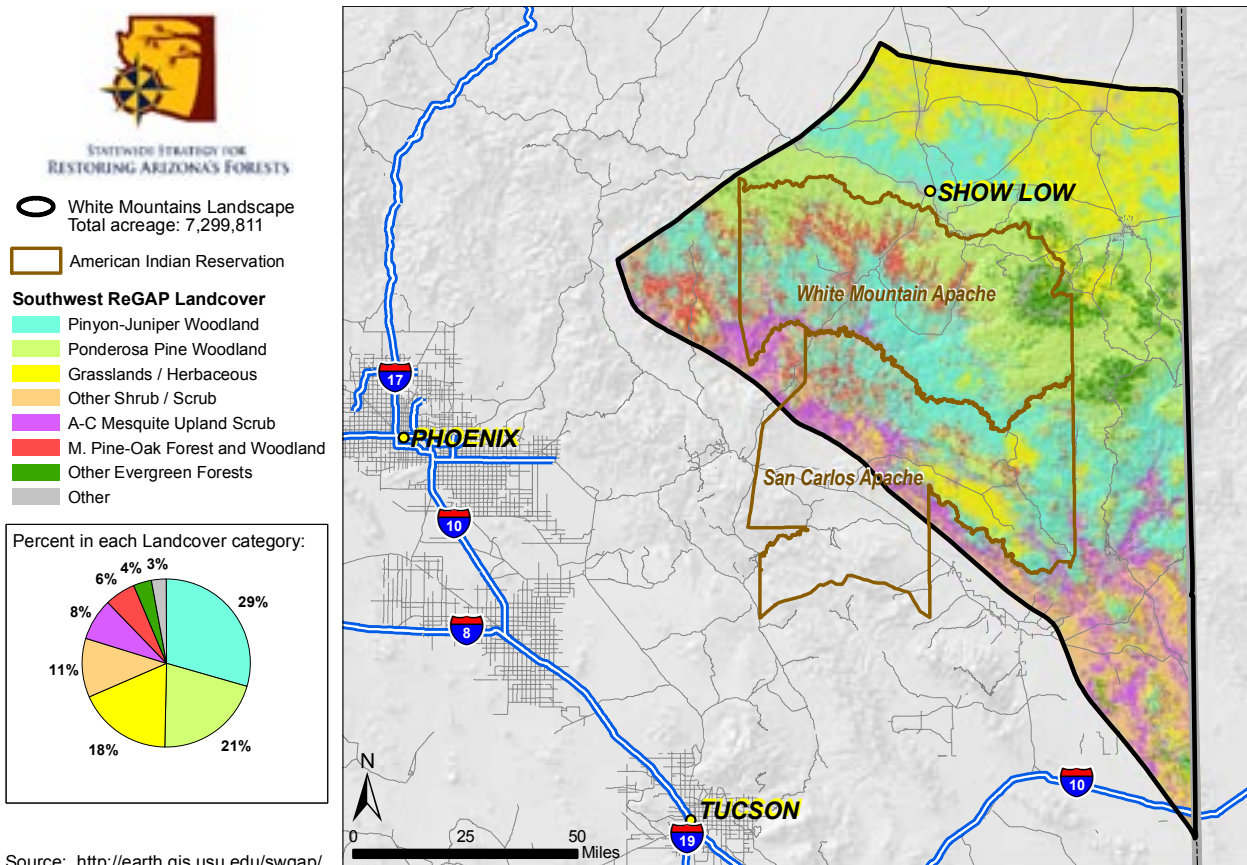 STATEWIDE STRATEGY FOR
RESTORING ARIZONA'S FORESTS
White Mountains Landscape
Total acreage: 7,299,811
American Indian Reservation
Southwest ReGAP Landcover
Pinyon-Juniper Woodland
Ponderosa Pine Woodland
Grasslands / Herbaceous
Other Shrub / Scrub
A-C Mesquite Upland Scrub
M. Pine-Oak Forest and Woodland
Other Evergreen Forests
Other
Percent in each Landcover category:
29%
21%
18%
11%
8%
6%
4%
3%
Source: http://earth.gis.usu.edu/swgap/
SHOW LOW
White Mountain Apache
San Carlos Apache
17
PHOENIX
10
8
10
TUCSON
19
N
0 25 50
Miles